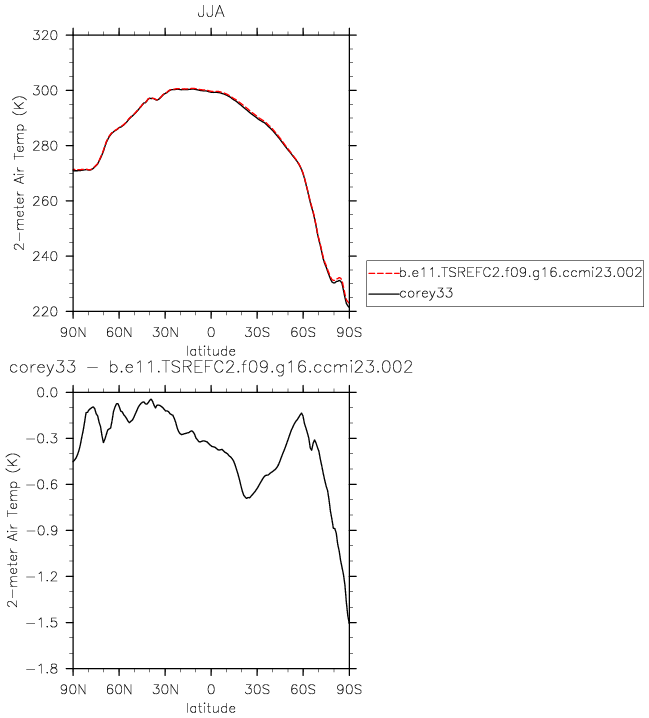 JJA
320
300
280
260
240
220
2-meter Air Temp (K)
90N 60N 30N 0 30S 60S 90S
latitude
b.e11.TSREFC2.f09.g16.ccmi23.002
corey33
corey33 - b.e11.TSREFC2.f09.g16.ccmi23.002
0.0
-0.3
-0.6
-0.9
-1.2
-1.5
-1.8
2-meter Air Temp (K)
90N 60N 30N 0 30S 60S 90S
latitude